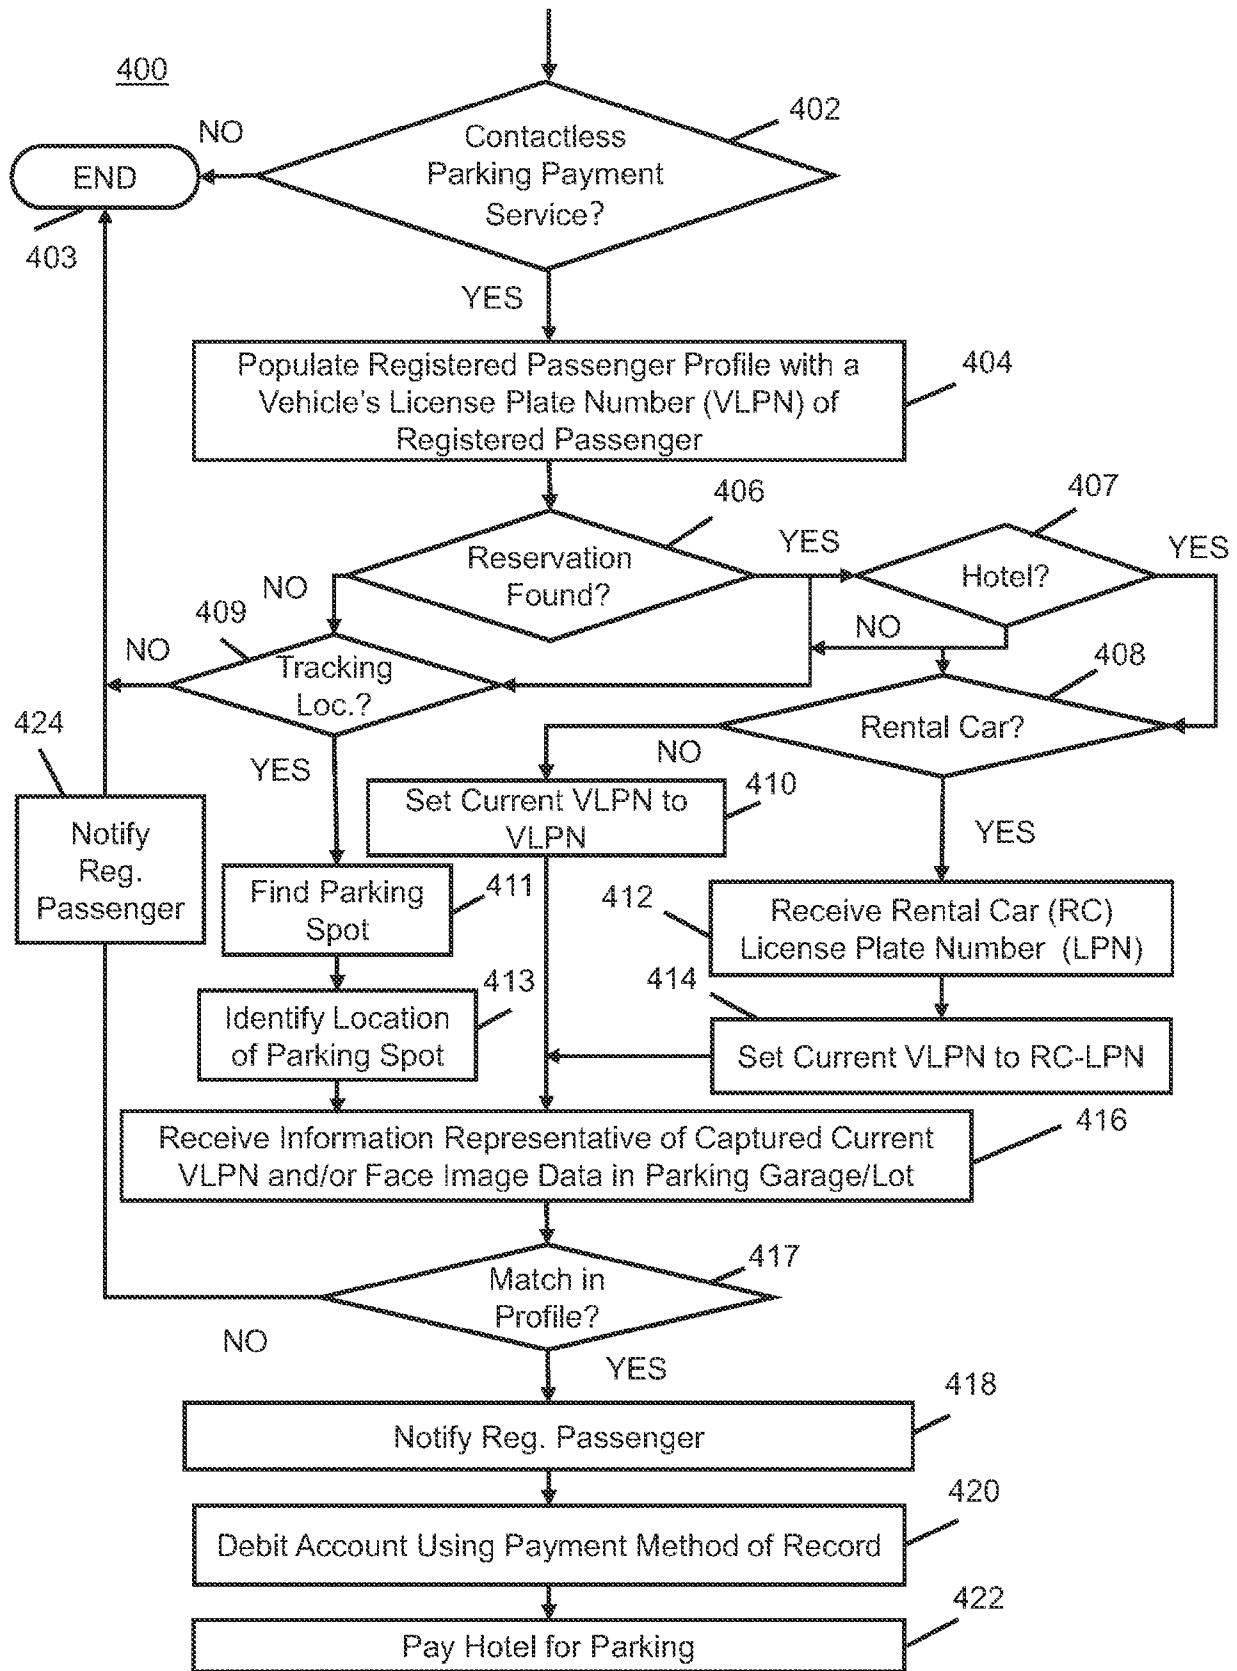 400
402
NO
Contactless
Parking Payment
Service?
END
403
YES
Populate Registered Passenger Profile with a
Vehicle's License Plate Number (VLPN) of
Registered Passenger
404
406
407
Reservation
Found?
YES
Hotel?
YES
NO
409
NO
NO
408
Tracking
Loc.?
Rental Car?
424
YES
NO
410
Set Current VLPN to
VLPN
YES
Notify
Reg.
Passenger
Find Parking
Spot
411
412
Receive Rental Car (RC)
License Plate Number (LPN)
413
414
Identify Location
of Parking Spot
Set Current VLPN to RC-LPN
416
Receive Information Representative of Captured Current
VLPN and/or Face Image Data in Parking Garage/Lot
417
Match in
Profile?
NO
YES
418
Notify Reg. Passenger
420
Debit Account Using Payment Method of Record
422
Pay Hotel for Parking